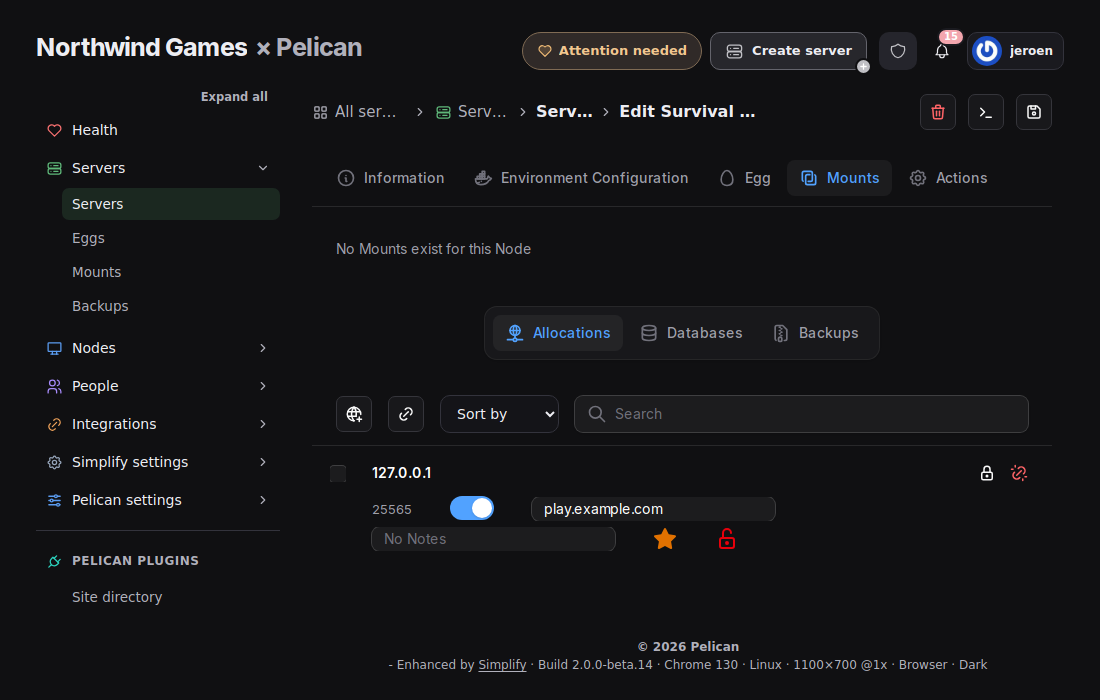 Northwind Games × Pelican
Attention needed
Create server
15
jeroen
Expand all
Health
Servers
Servers
Eggs
Mounts
Backups
Nodes
People
Integrations
Simplify settings
Pelican settings
PELICAN PLUGINS
Site directory
All ser... > Serv... > Serv... > Edit Survival ...
Information
Environment Configuration
Egg
Mounts
Actions
No Mounts exist for this Node
Allocations
Databases
Backups
Sort by
Search
127.0.0.1
25565
play.example.com
No Notes
© 2026 Pelican
- Enhanced by Simplify · Build 2.0.0-beta.14 · Chrome 130 · Linux · 1100×700 @1x · Browser · Dark